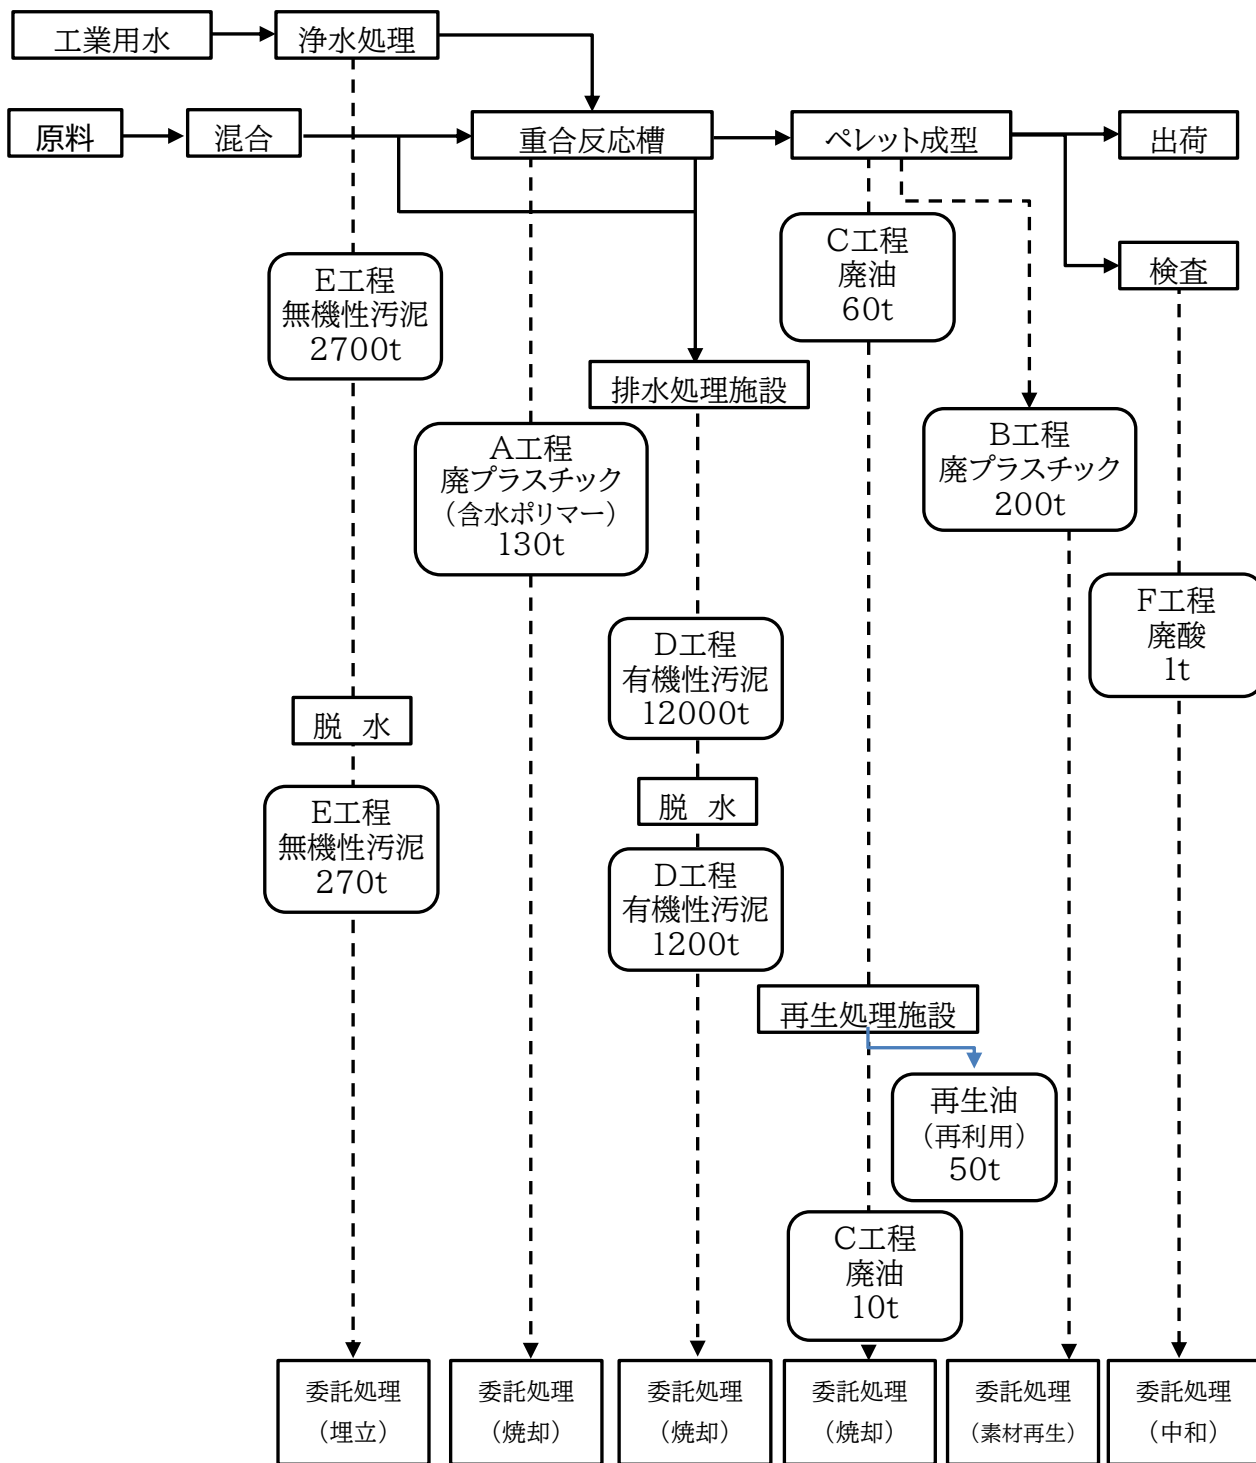 工業用水
浄水処理
原料
混合
重合反応槽
ペレット成型
出荷
検査
E工程
無機性汚泥
2700t
C工程
廃油
60t
排水処理施設
A工程
廃プラスチック
(含水ポリマー)
130t
B工程
廃プラスチック
200t
D工程
有機性汚泥
12000t
F工程
廃酸
1t
脱 水
E工程
無機性汚泥
270t
脱 水
D工程
有機性汚泥
1200t
再生処理施設
再生油
(再利用)
50t
C工程
廃油
10t
委託処理
(埋立)
委託処理
(焼却)
委託処理
(焼却)
委託処理
(焼却)
委託処理
(素材再生)
委託処理
(中和)